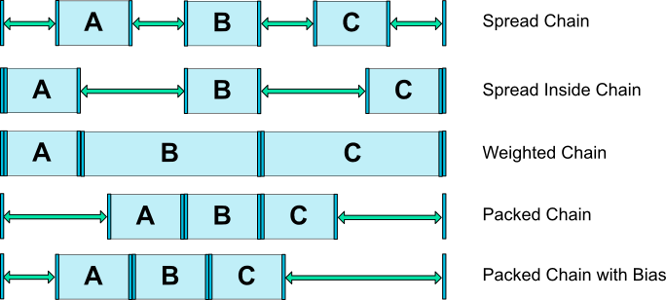 A B C Spread Chain
A B C Spread Inside Chain
A B C Weighted Chain
A B C Packed Chain
A B C Packed Chain with Bias